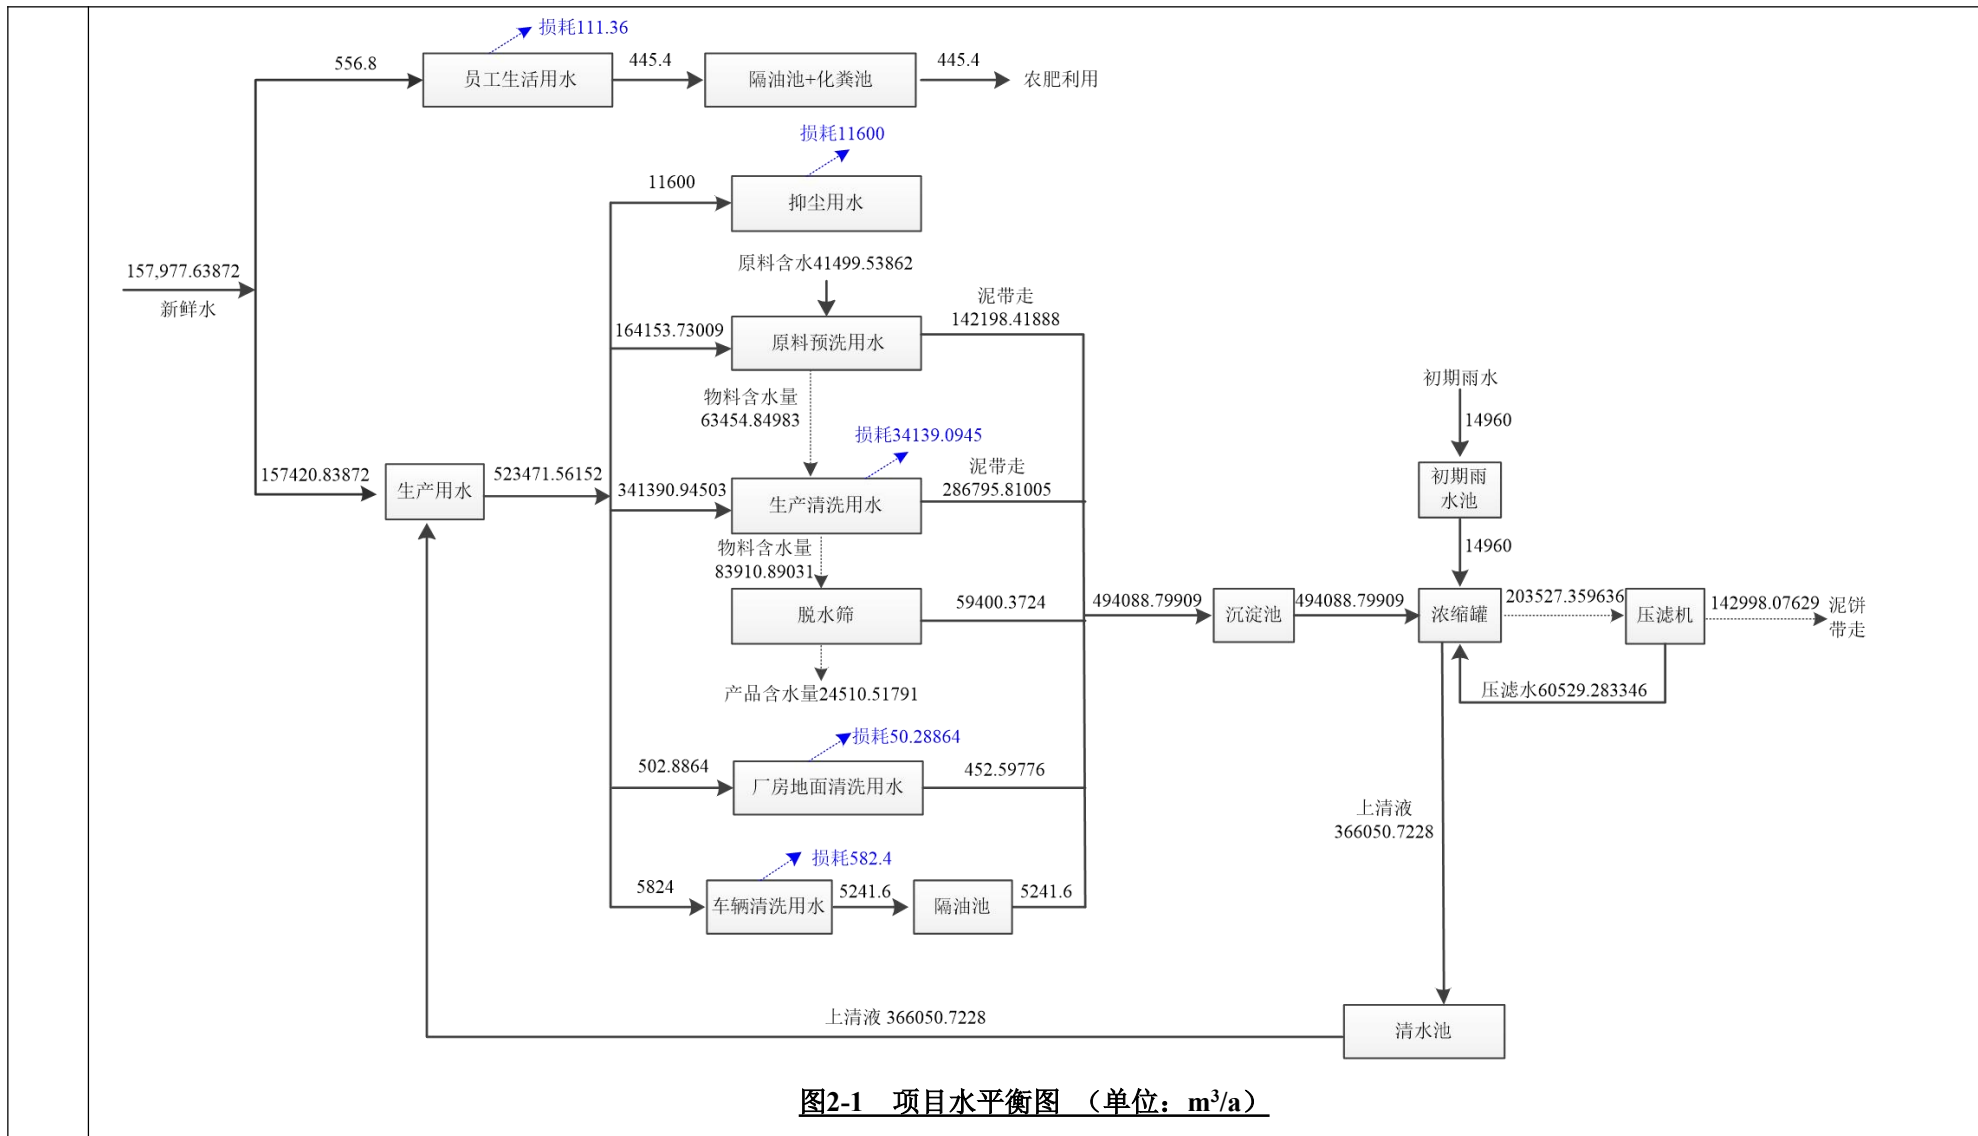 损耗111.36
556.8
员工生活用水
445.4
隔油池+化粪池
445.4
农肥利用
损耗11600
11600
抑尘用水
157,977.63872
新鲜水
原料含水41499.53862
泥带走
142198.41888
164153.73009
原料预洗用水
物料含水量
63454.84983
初期雨水
14960
损耗34139.0945
泥带走
286795.81005
157420.83872
生产用水
523471.56152
341390.94503
生产清洗用水
初期雨
水池
物料含水量
83910.89031
14960
脱水筛
59400.3724
494088.79909
沉淀池
494088.79909
浓缩罐
203527.359636
压滤机
142998.07629
泥饼
带走
产品含水量24510.51791
压滤水60529.283346
损耗50.28864
502.8864
厂房地面清洗用水
452.59776
上清液
366050.7228
损耗582.4
5824
车辆清洗用水
5241.6
隔油池
5241.6
上清液 366050.7228
清水池
图2-1 项目水平衡图 （单位：m³/a）